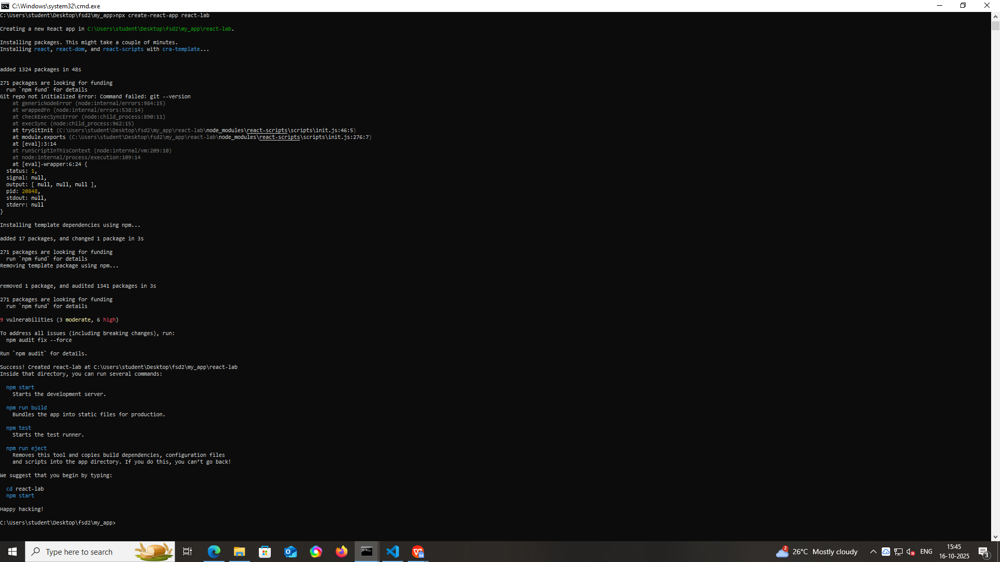 C:\Windows\system32\cmd.exe
C:\Users\student\Desktop\fsd2\my_app>npx create-react-app react-lab
Creating a new React app in C:\Users\student\Desktop\fsd2\my_app\react-lab.
Installing packages. This might take a couple of minutes.
Installing react, react-dom, and react-scripts with cra-template...
added 1324 packages in 48s
271 packages are looking for funding
  run `npm fund` for details
Git repo not initialized Error: Command failed: git --version
    at genericNodeError (node:internal/errors:984:15)
    at wrappedFn (node:internal/errors:538:14)
    at checkExecSyncError (node:child_process:890:11)
    at execSync (node:child_process:962:15)
    at tryGitInit (C:\Users\student\Desktop\fsd2\my_app\react-lab\node_modules\react-scripts\scripts\init.js:46:5)
    at module.exports (C:\Users\student\Desktop\fsd2\my_app\react-lab\node_modules\react-scripts\scripts\init.js:276:7)
    at [eval]:3:14
    at runScriptInThisContext (node:internal/vm:209:10)
    at node:internal/process/execution:109:14
    at [eval]-wrapper:6:24 {
  status: 1,
  signal: null,
  output: [ null, null, null ],
  pid: 20848,
  stdout: null,
  stderr: null
}
Installing template dependencies using npm...
added 17 packages, and changed 1 package in 3s
271 packages are looking for funding
  run `npm fund` for details
Removing template package using npm...
removed 1 package, and audited 1341 packages in 3s
271 packages are looking for funding
  run `npm fund` for details
9 vulnerabilities (3 moderate, 6 high)
To address all issues (including breaking changes), run:
  npm audit fix --force
Run `npm audit` for details.
Success! Created react-lab at C:\Users\student\Desktop\fsd2\my_app\react-lab
Inside that directory, you can run several commands:
  npm start
    Starts the development server.
  npm run build
    Bundles the app into static files for production.
  npm test
    Starts the test runner.
  npm run eject
    Removes this tool and copies build dependencies, configuration files
    and scripts into the app directory. If you do this, you can’t go back!
We suggest that you begin by typing:
  cd react-lab
  npm start
Happy hacking!
C:\Users\student\Desktop\fsd2\my_app>
Type here to search
2
26°C Mostly cloudy
ENG
15:45
16-10-2025
3